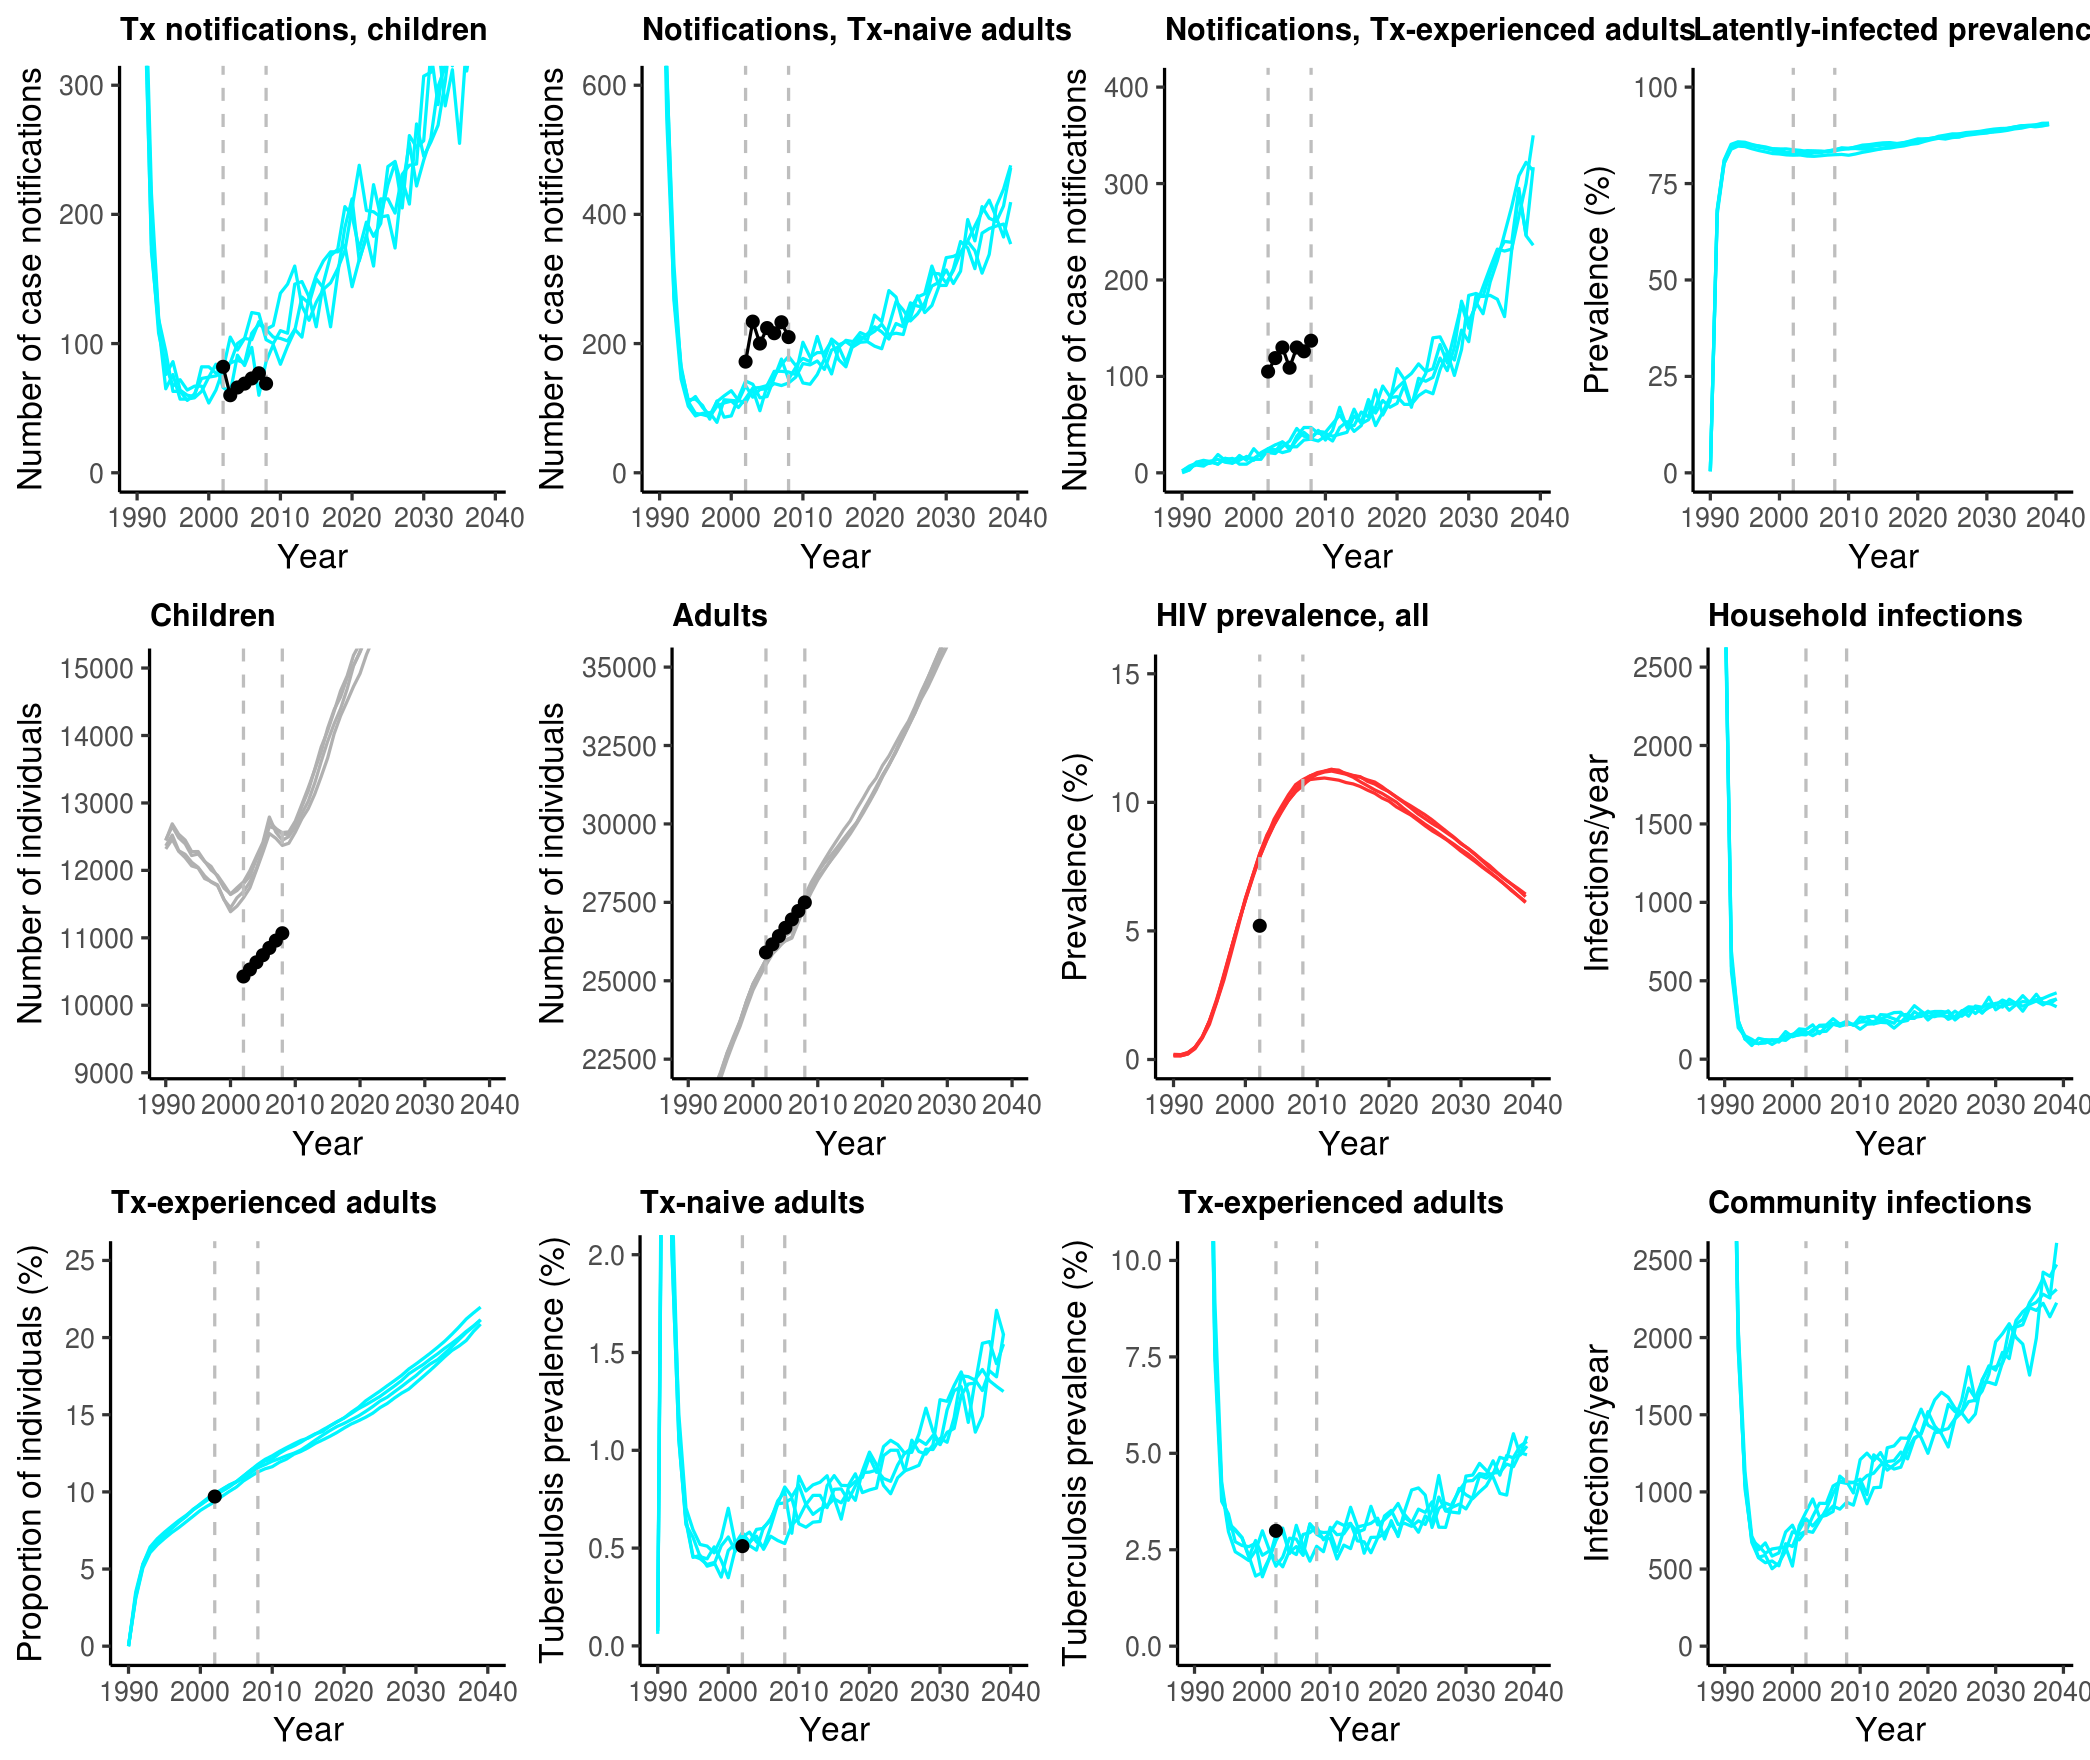 Tx notifications, children
Notifications, Tx-naive adults
Notifications, Tx-experienced adults
Latently-infected prevalenc
Number of case notifications
300
200
100
0
1990 2000 2010 2020 2030 2040
Year
Number of case notifications
600
400
200
0
1990 2000 2010 2020 2030 2040
Year
Number of case notifications
400
300
200
100
0
1990 2000 2010 2020 2030 2040
Year
Prevalence (%)
100
75
50
25
0
1990 2000 2010 2020 2030 2040
Year
Children
Number of individuals
15000
14000
13000
12000
11000
10000
9000
1990 2000 2010 2020 2030 2040
Year
Adults
Number of individuals
35000
32500
30000
27500
25000
22500
1990 2000 2010 2020 2030 2040
Year
HIV prevalence, all
Prevalence (%)
15
10
5
0
1990 2000 2010 2020 2030 2040
Year
Household infections
Infections/year
2500
2000
1500
1000
500
0
1990 2000 2010 2020 2030 2040
Year
Tx-experienced adults
Proportion of individuals (%)
25
20
15
10
5
0
1990 2000 2010 2020 2030 2040
Year
Tx-naive adults
Tuberculosis prevalence (%)
2.0
1.5
1.0
0.5
0.0
1990 2000 2010 2020 2030 2040
Year
Tx-experienced adults
Tuberculosis prevalence (%)
10.0
7.5
5.0
2.5
0.0
1990 2000 2010 2020 2030 2040
Year
Community infections
Infections/year
2500
2000
1500
1000
500
0
1990 2000 2010 2020 2030 2040
Year